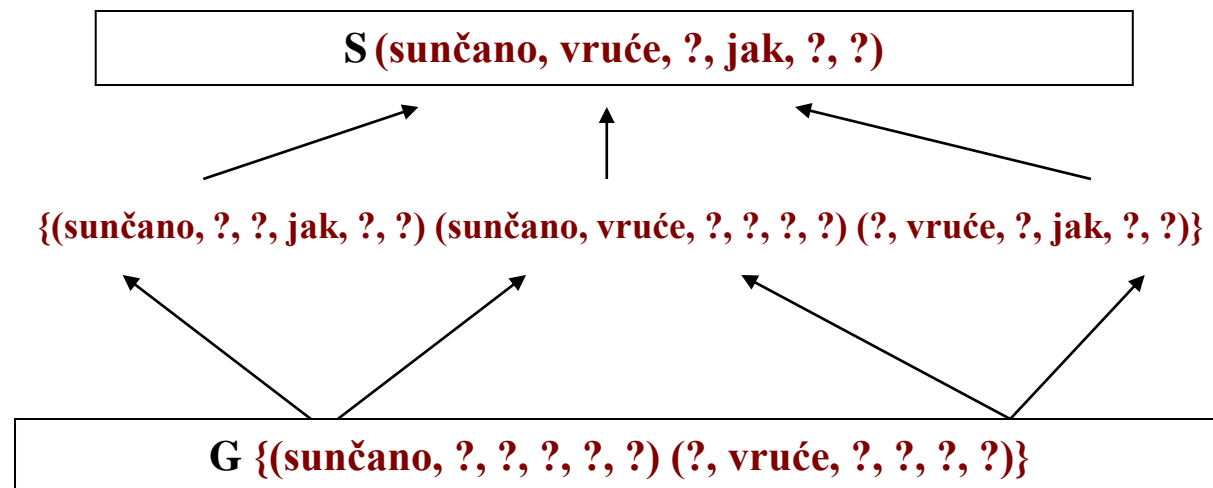 S (sunčano, vruće, ?, jak, ?, ?)
{(sunčano, ?, ?, jak, ?, ?) (sunčano, vruće, ?, ?, ?, ?) (?, vruće, ?, jak, ?, ?)}
G {(sunčano, ?, ?, ?, ?, ?) (?, vruće, ?, ?, ?, ?)}